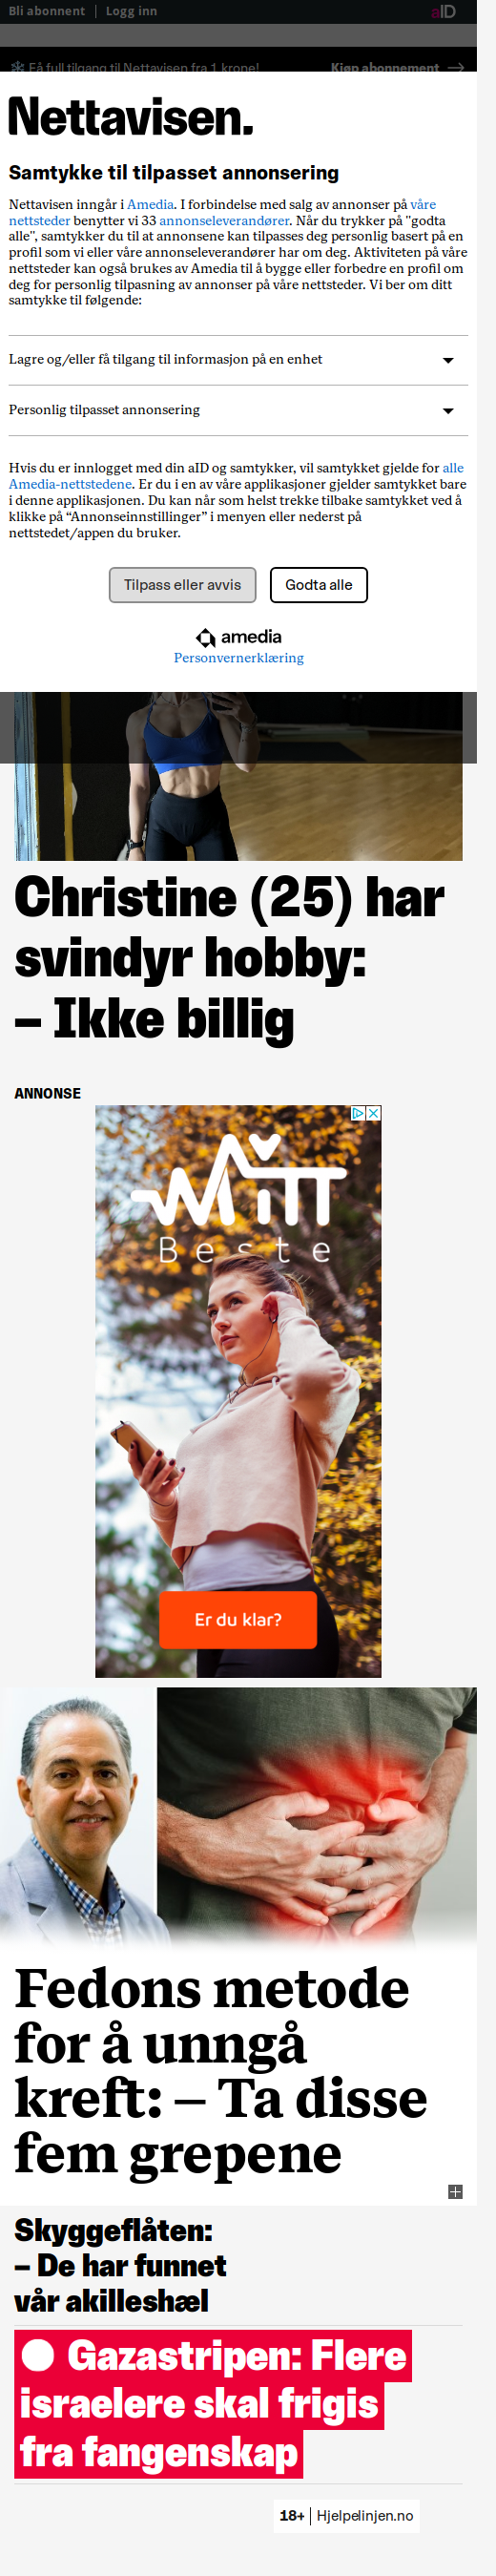 Bli abonnent | Logg inn
aID
Få full tilgang til Nettavisen fra 1 krone! Kjøp abonnement
Nettavisen.
Samtykke til tilpasset annonsering
Nettavisen inngår i Amedia. I forbindelse med salg av annonser på våre
nettsteder benytter vi 33 annonseleverandører. Når du trykker på "godta
alle", samtykker du til at annonsene kan tilpasses deg personlig basert på en
profil som vi eller våre annonseleverandører har om deg. Aktiviteten på våre
nettsteder kan også brukes av Amedia til å bygge eller forbedre en profil om
deg for personlig tilpasning av annonser på våre nettsteder. Vi ber om ditt
samtykke til følgende:
Lagre og/eller få tilgang til informasjon på en enhet
Personlig tilpasset annonsering
Hvis du er innlogget med din aID og samtykker, vil samtykket gjelde for alle
Amedia-nettstedene. Er du i en av våre applikasjoner gjelder samtykket bare
i denne applikasjonen. Du kan når som helst trekke tilbake samtykket ved å
klikke på “Annonseinnstillinger” i menyen eller nederst på
nettstedet/appen du bruker.
Tilpass eller avvis
Godta alle
amedia
Personvernerklæring
Christine (25) har
svindyr hobby:
– Ikke billig
ANNONSE
MITT
Beste
Er du klar?
Fedons metode
for å unngå
kreft: – Ta disse
fem grepene
Skyggeflåten:
– De har funnet
vår akilleshæl
Gazastripen: Flere
israelere skal frigis
fra fangenskap
18+ | Hjelpelinjen.no